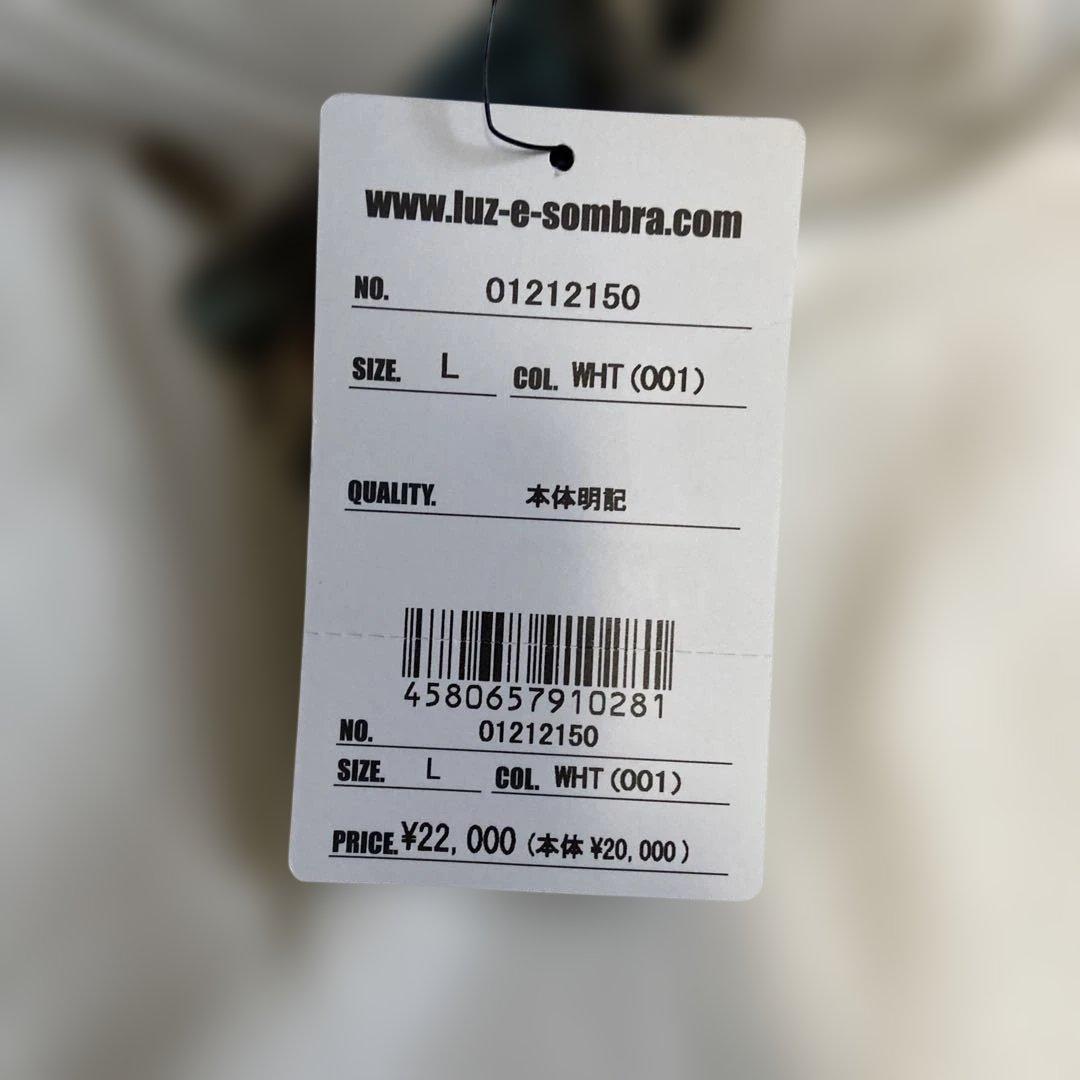 www.luz-e-sombra.com
NO. 01212150
SIZE. L COL. WHT (001)
QUALITY. 本体明記
4580657910281
NO. 01212150
SIZE. L COL. WHT (001)
PRICE. ¥22,000 (本体 ¥20,000)